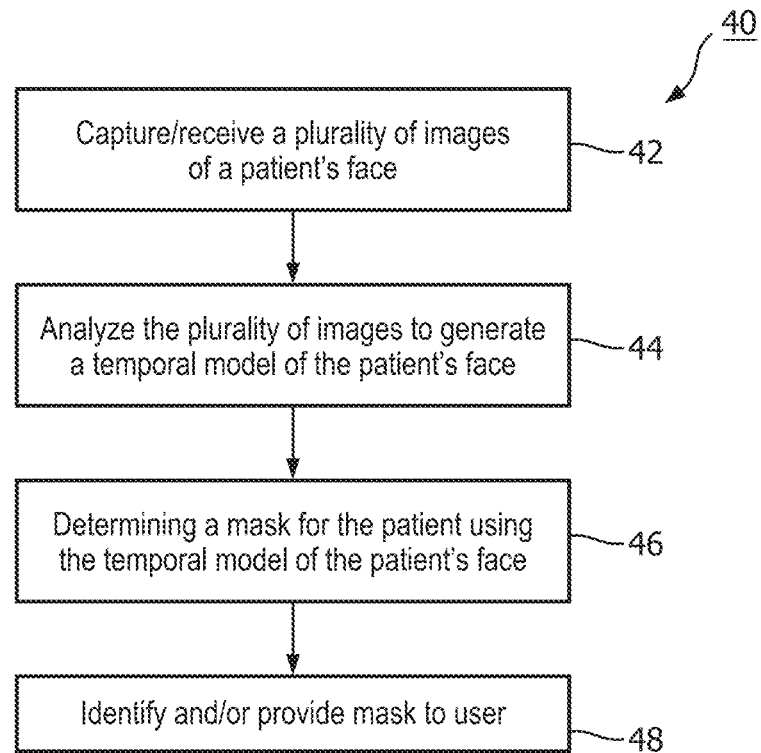 40
Capture/receive a plurality of images
of a patient's face
42
Analyze the plurality of images to generate
a temporal model of the patient's face
44
Determining a mask for the patient using
the temporal model of the patient's face
46
Identify and/or provide mask to user
48